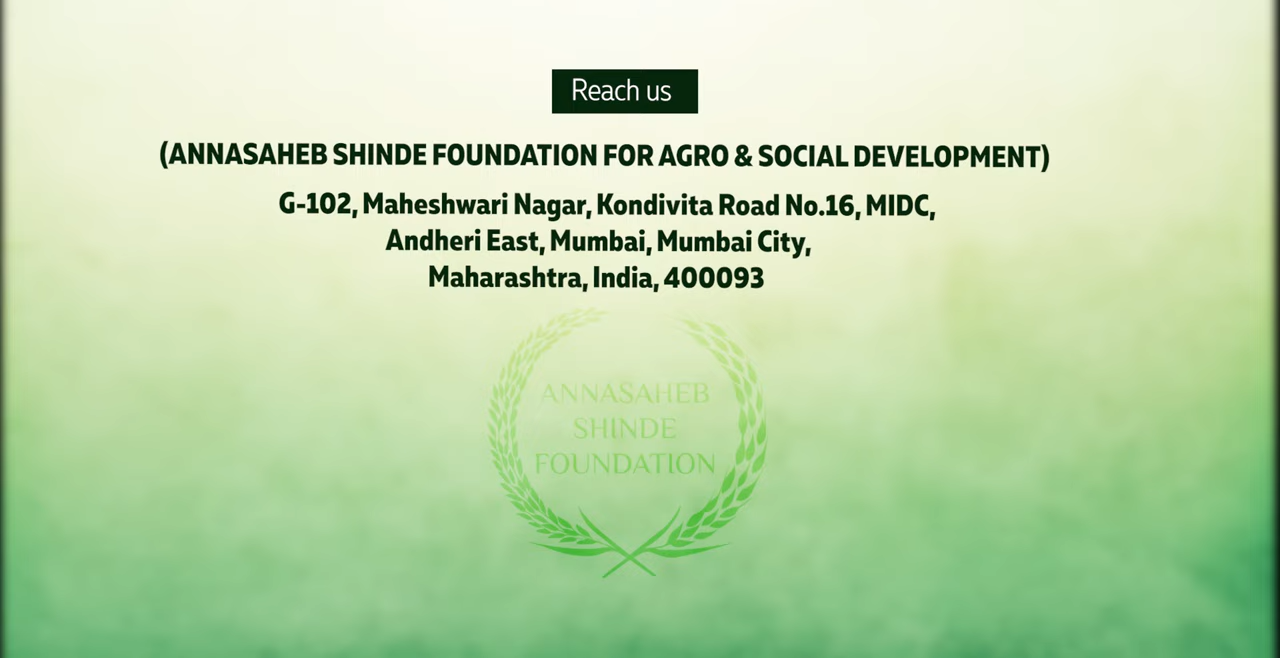 Reach us
(ANNASAHEB SHINDE FOUNDATION FOR AGRO & SOCIAL DEVELOPMENT)
G-102, Maheshwari Nagar, Kondivita Road No.16, MIDC,
Andheri East, Mumbai, Mumbai City,
Maharashtra, India, 400093
ANNASAHEB
SHINDE
FOUNDATION